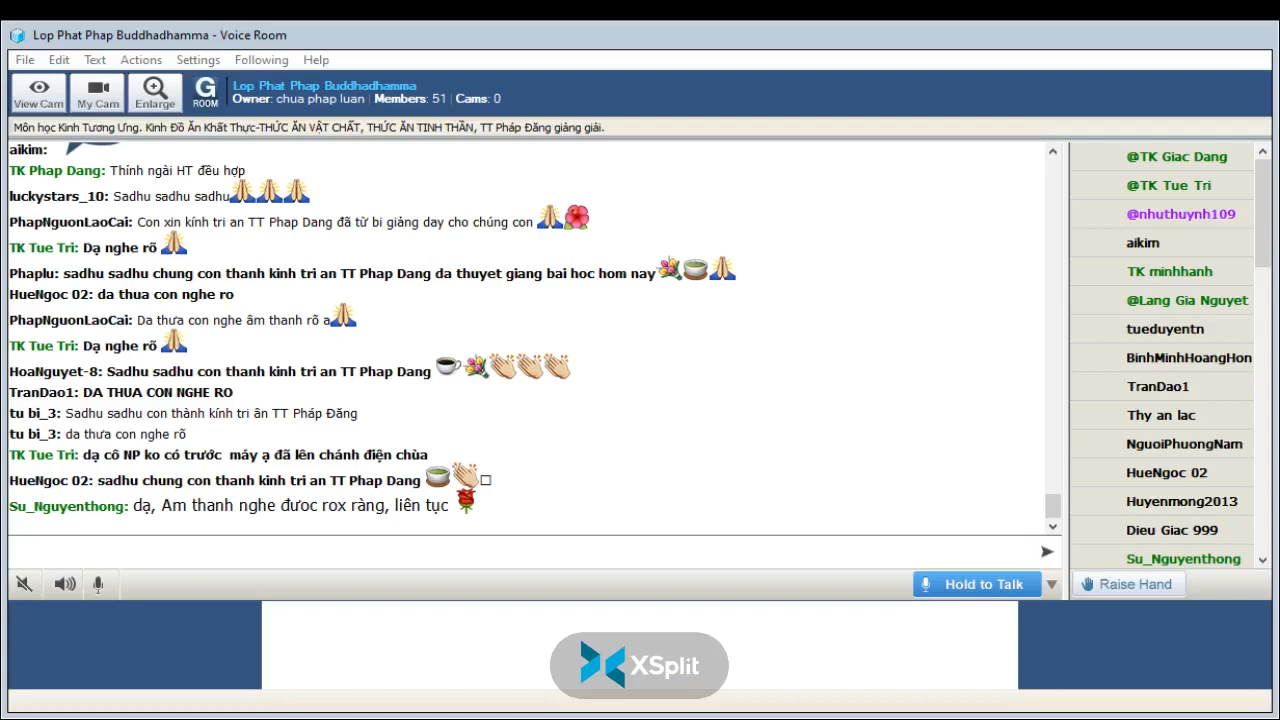 Lop Phat Phap Buddhadhamma - Voice Room
File Edit Text Actions Settings Following Help
View Cam My Cam Enlarge G ROOM
Lop Phat Phap Buddhadhamma
Owner: chua phap luan | Members: 51 | Cams: 0
Môn học Kinh Tương Ưng. Kinh Đồ Ăn Khất Thực-THỨC ĂN VẬT CHẤT, THỨC ĂN TINH THẦN, TT Pháp Đăng giảng giải.
aikim:
TK Phap Dang: Thỉnh ngài HT đều hợp
luckystars_10: Sadhu sadhu sadhu
PhapNguonLaoCai: Con xin kính tri an TT Phap Dang đã từ bi giảng day cho chúng con
TK Tue Tri: Dạ nghe rõ
Phaplu: sadhu sadhu chung con thanh kinh tri an TT Phap Dang da thuyet giang bai hoc hom nay
HueNgoc 02: da thua con nghe ro
PhapNguonLaoCai: Da thưa con nghe âm thanh rõ a
TK Tue Tri: Dạ nghe rõ
HoaNguyet-8: Sadhu sadhu con thanh kinh tri an TT Phap Dang
TranDao1: DA THUA CON NGHE RO
tu bi_3: Sadhu sadhu con thành kính tri ân TT Pháp Đăng
tu bi_3: da thưa con nghe rõ
TK Tue Tri: dạ cô NP ko có trước máy ạ đã lên chánh điện chùa
HueNgoc 02: sadhu chung con thanh kinh tri an TT Phap Dang
Su_Nguyenthong: dạ, Am thanh nghe đưoc rox ràng, liên tục
@TK Giac Dang
@TK Tue Tri
@nhuthuynh109
aikim
TK minhhanh
@Lang Gia Nguyet
tueduyentn
BinhMinhHoangHon
TranDao1
Thy an lac
NguoiPhuongNam
HueNgoc 02
Huyenmong2013
Dieu Giac 999
Su_Nguyenthong
Hold to Talk
Raise Hand
XSplit